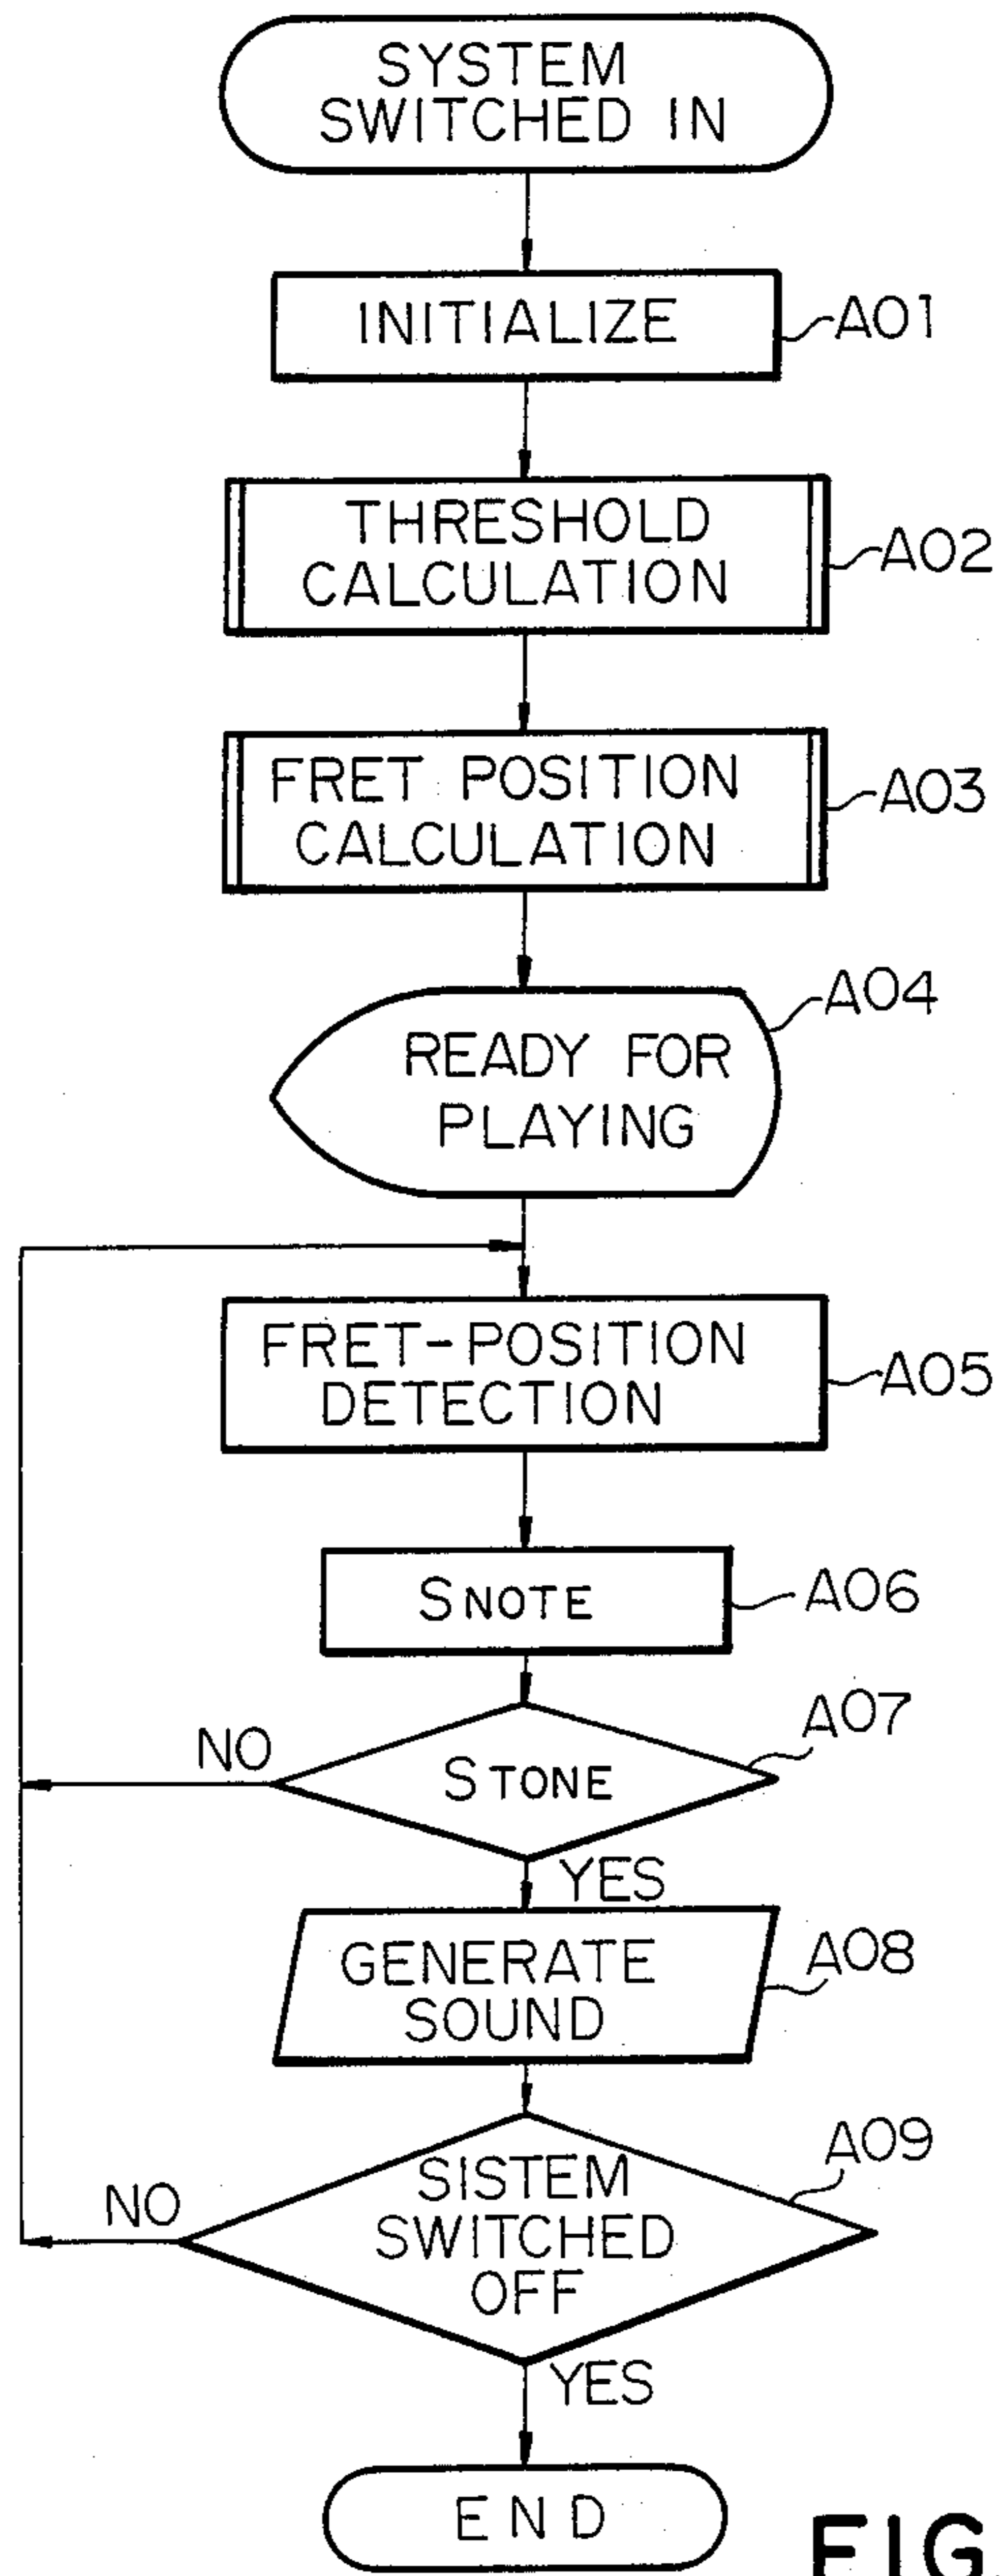 SYSTEM
SWITCHED IN
INITIALIZE
A01
THRESHOLD
CALCULATION
A02
FRET POSITION
CALCULATION
A03
A04
READY FOR
PLAYING
FRET-POSITION
DETECTION
A05
SNOTE
A06
A07
NO
STONE
YES
GENERATE
SOUND
A08
A09
NO
SISTEM
SWITCHED
OFF
YES
END
FIG.